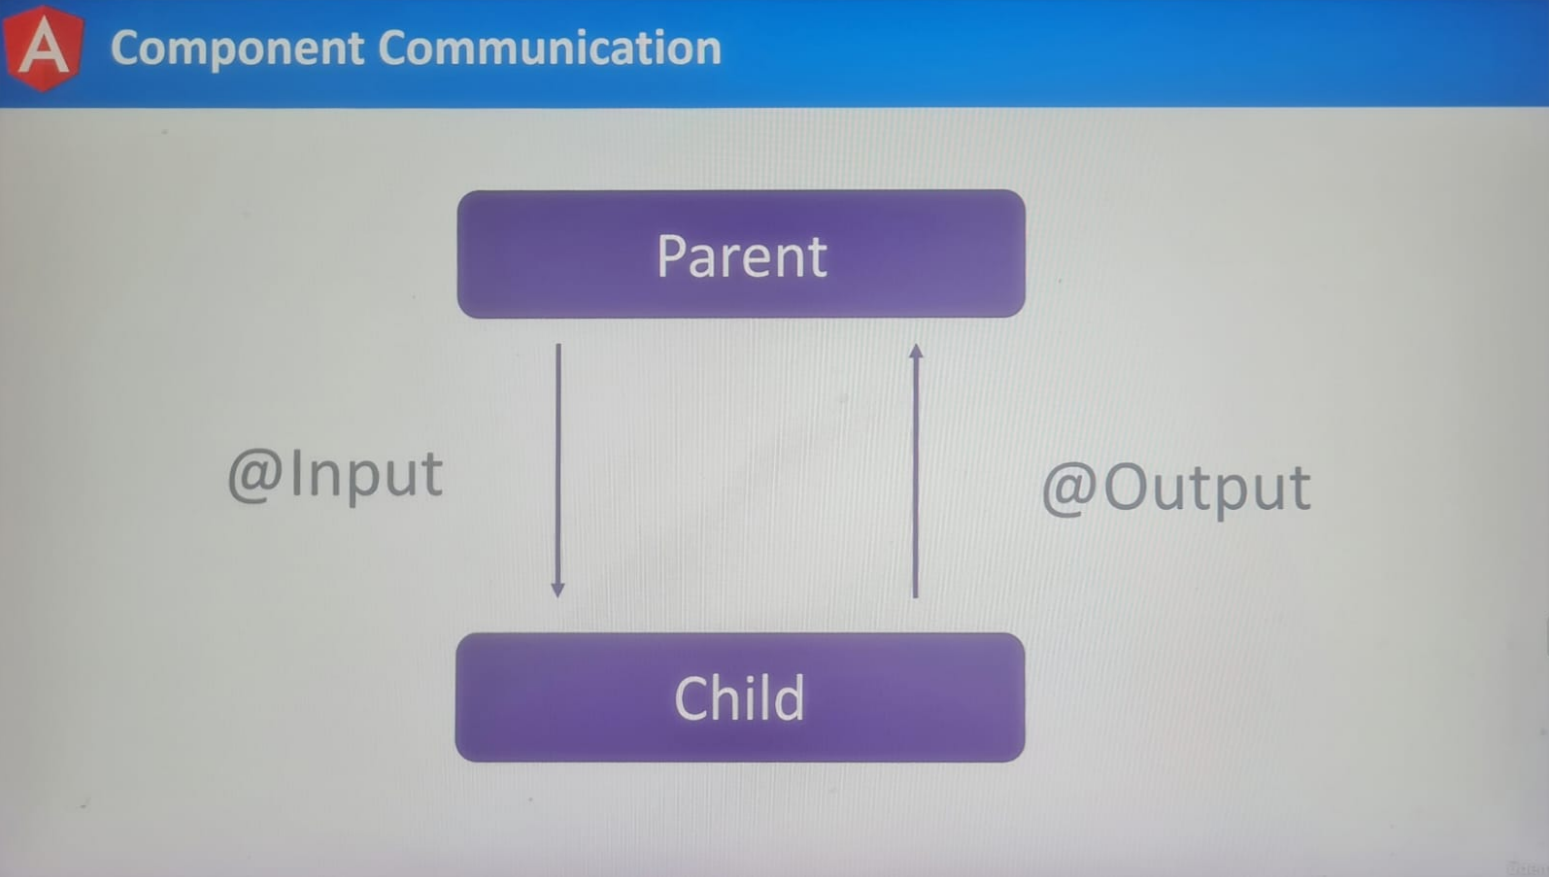 A
Component Communication
Parent
@Input
@Output
Child